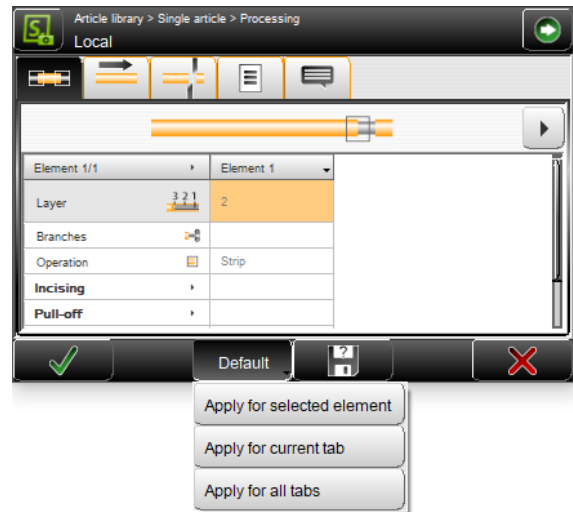 Article library > Single article > Processing
Local
Element 1/1
Element 1
Layer
3 2 1
2
Branches
Operation
Strip
Incising
Pull-off
Default
?
Apply for selected element
Apply for current tab
Apply for all tabs